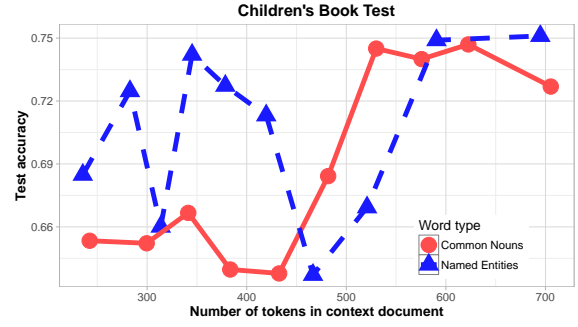 Children's Book Test
Test accuracy
0.75
0.72
0.69
0.66
300
400
500
600
700
Number of tokens in context document
Word type
Common Nouns
Named Entities